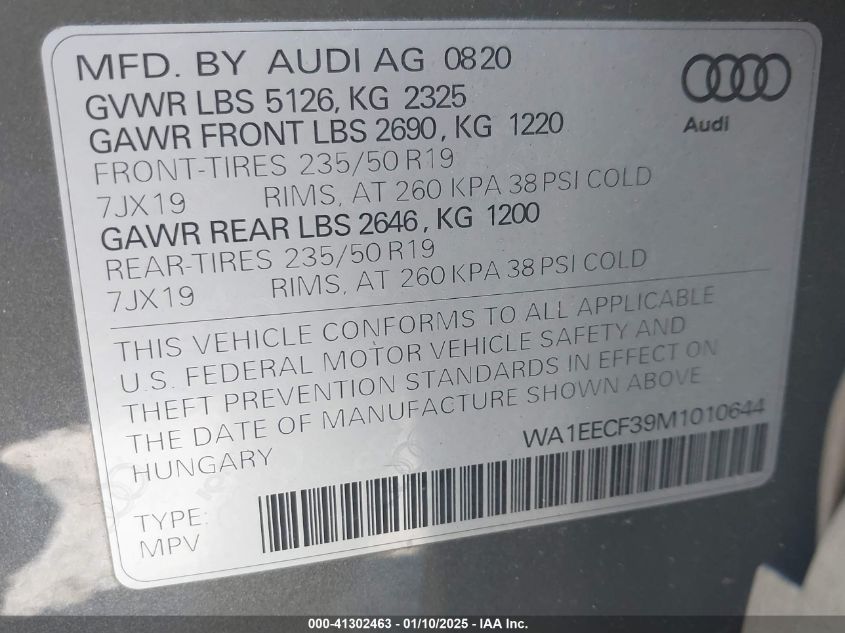 MFD. BY AUDI AG 0820
GVWR LBS 5126, KG 2325
GAWR FRONT LBS 2690, KG 1220
FRONT-TIRES 235/50 R19
7JX19 RIMS, AT 260 KPA 38 PSI COLD
GAWR REAR LBS 2646, KG 1200
REAR-TIRES 235/50 R19
7JX19 RIMS, AT 260 KPA 38 PSI COLD
Audi
THIS VEHICLE CONFORMS TO ALL APPLICABLE
U.S. FEDERAL MOTOR VEHICLE SAFETY AND
THEFT PREVENTION STANDARDS IN EFFECT ON
THE DATE OF MANUFACTURE SHOWN ABOVE
HUNGARY
WA1EECF39M1010644
TYPE:
MPV
000-41302463 - 01/10/2025 - IAA Inc.